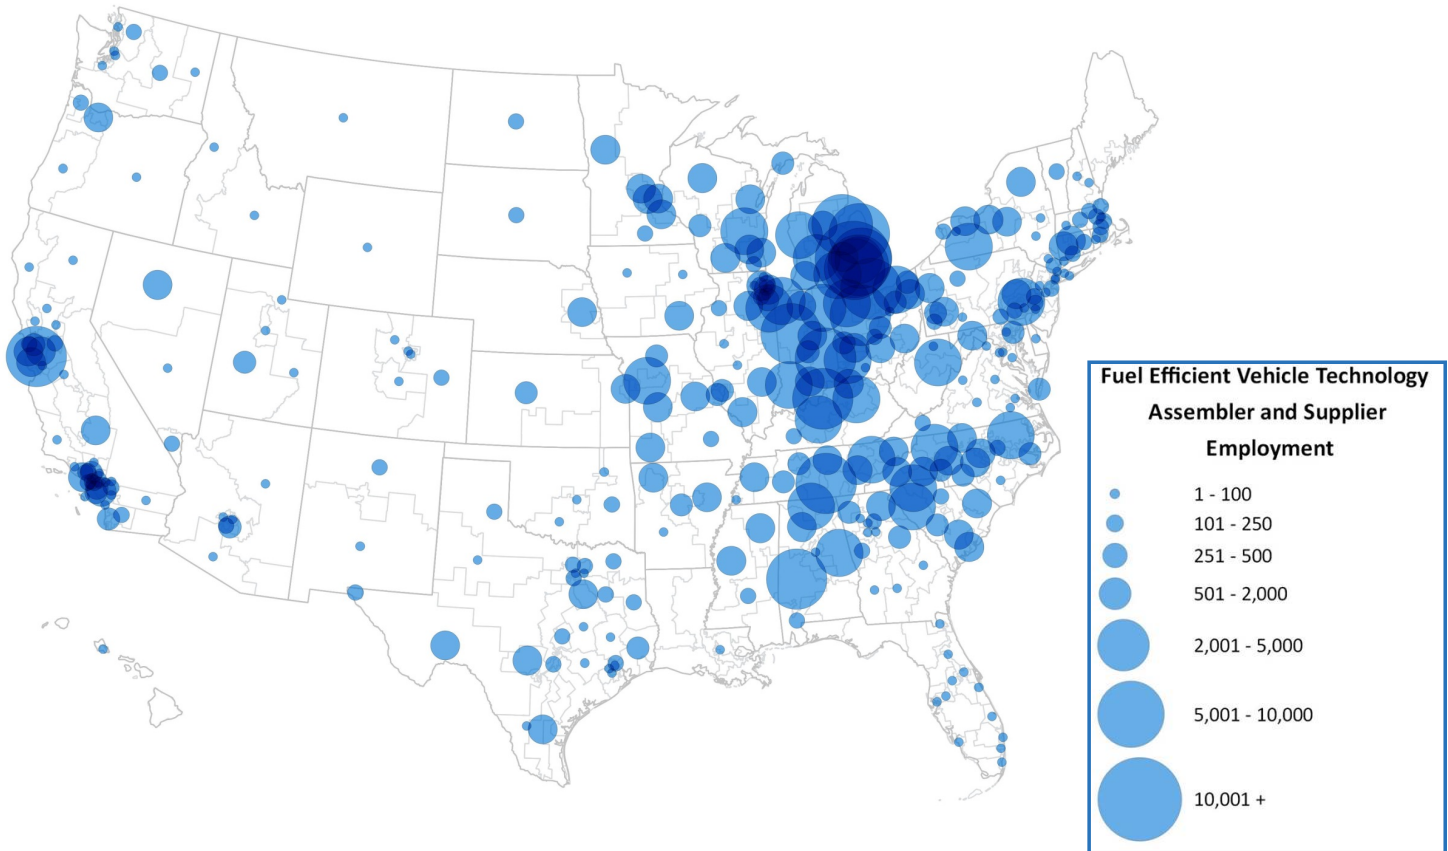 Fuel Efficient Vehicle Technology
Assembler and Supplier
Employment
1 - 100
101 - 250
251 - 500
501 - 2,000
2,001 - 5,000
5,001 - 10,000
10,001 +